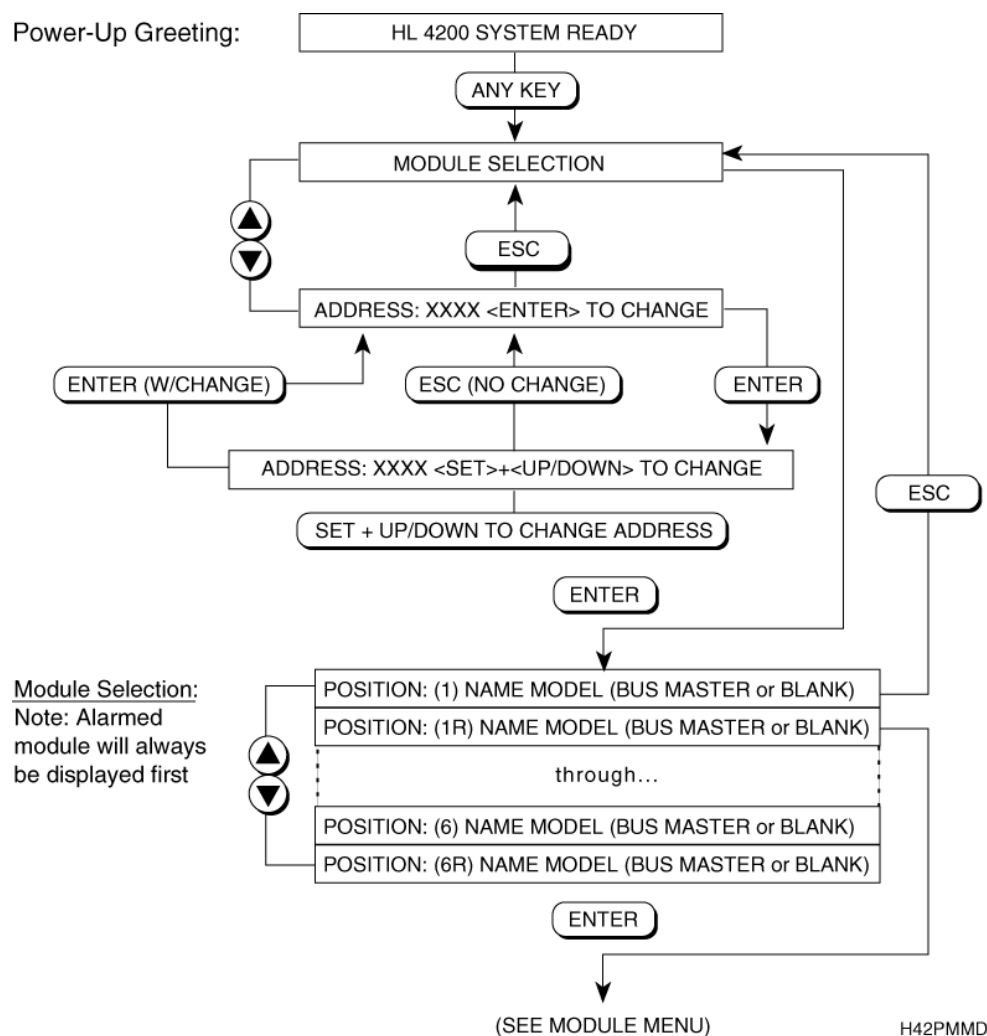 Power-Up Greeting:
HL 4200 SYSTEM READY
ANY KEY
MODULE SELECTION
ESC
ADDRESS: XXXX <ENTER> TO CHANGE
ENTER (W/CHANGE)
ESC (NO CHANGE)
ENTER
ADDRESS: XXXX <SET>+<UP/DOWN> TO CHANGE
ESC
SET + UP/DOWN TO CHANGE ADDRESS
ENTER
Module Selection:
Note: Alarmed
module will always
be displayed first
POSITION: (1) NAME MODEL (BUS MASTER or BLANK)
POSITION: (1R) NAME MODEL (BUS MASTER or BLANK)
through...
POSITION: (6) NAME MODEL (BUS MASTER or BLANK)
POSITION: (6R) NAME MODEL (BUS MASTER or BLANK)
ENTER
(SEE MODULE MENU)
H42PMMD